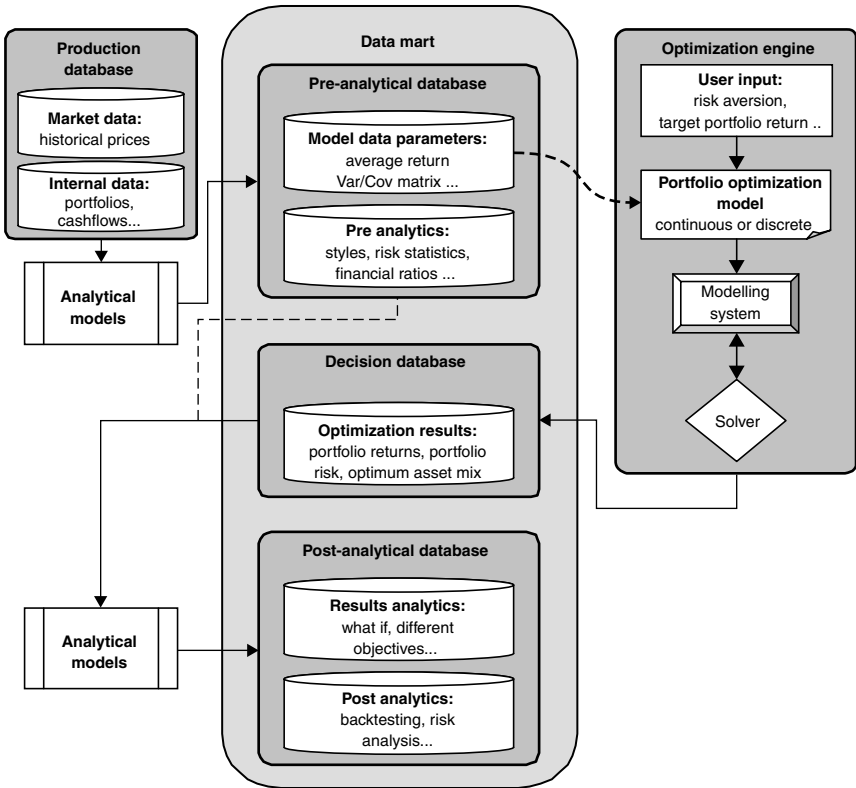 Production
database
Market data:
historical prices
Internal data:
portfolios,
cashflows...
Analytical
models
Data mart
Pre-analytical database
Model data parameters:
average return
Var/Cov matrix ...
Pre analytics:
styles, risk statistics,
financial ratios ...
Decision database
Optimization results:
portfolio returns, portfolio
risk, optimum asset mix
Post-analytical database
Results analytics:
what if, different
objectives...
Post analytics:
backtesting, risk
analysis...
Analytical
models
Optimization engine
User input:
risk aversion,
target portfolio return ..
Portfolio optimization
model
continuous or discrete
Modelling
system
Solver